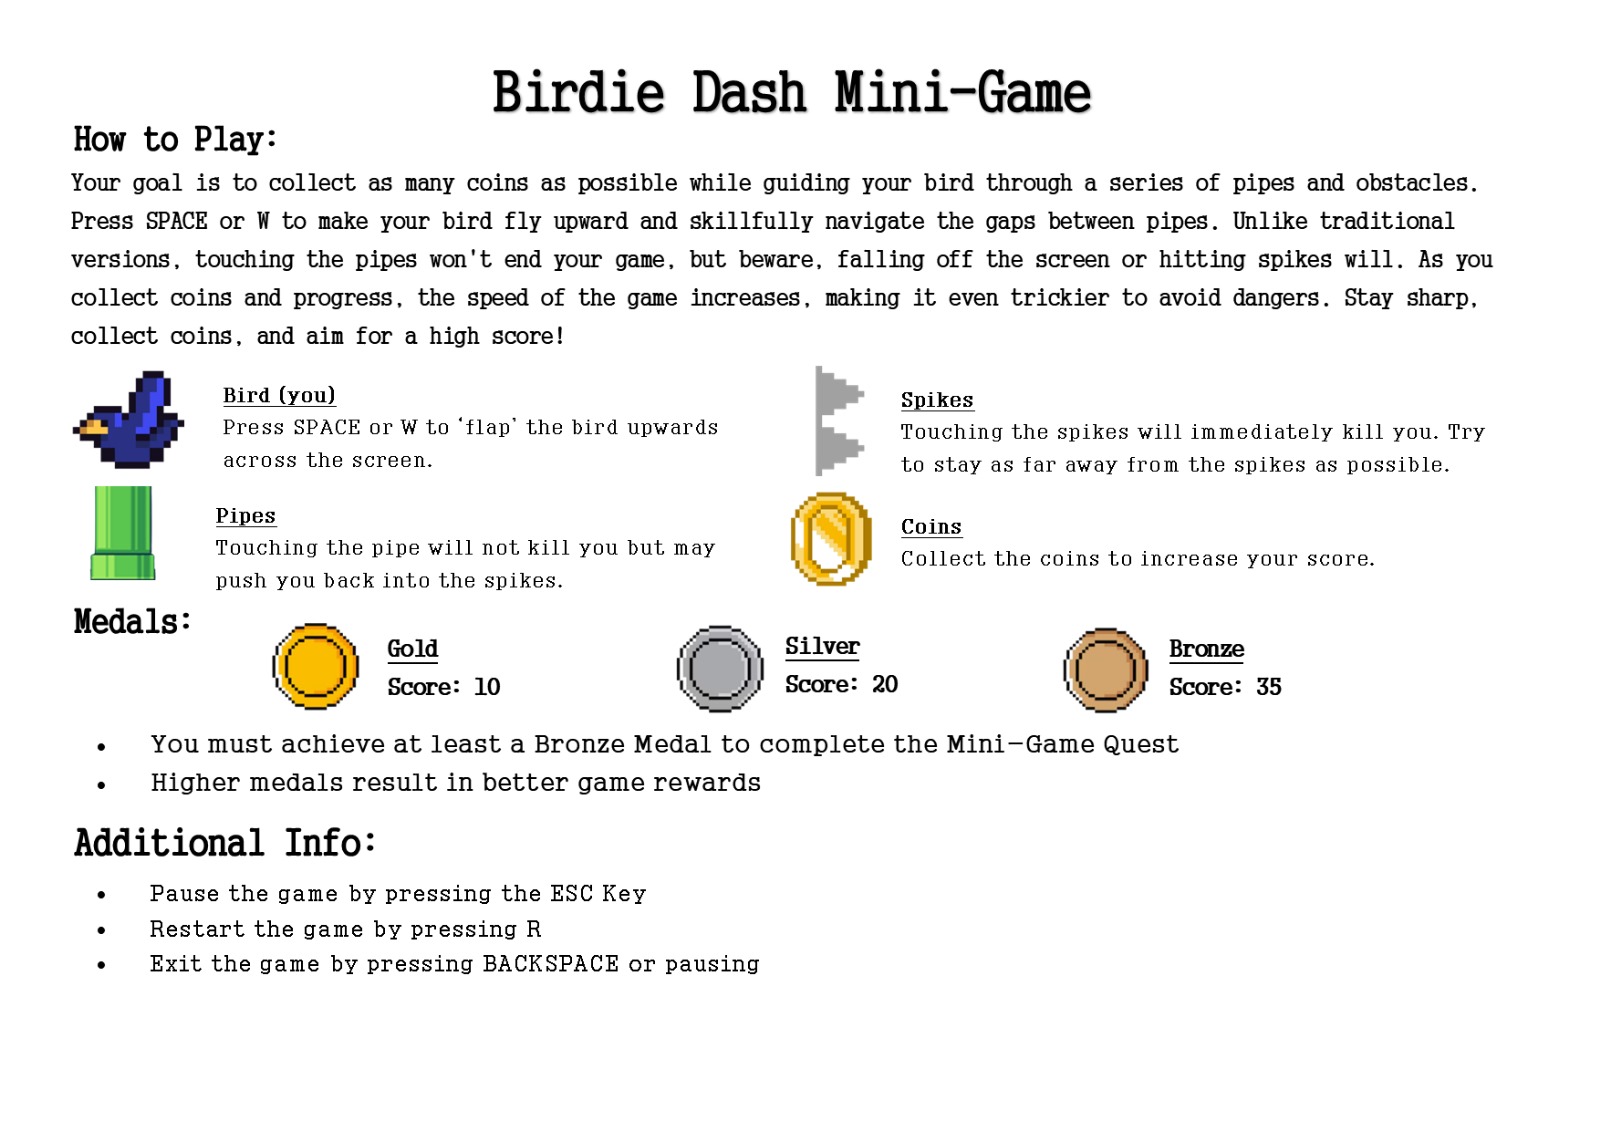 Birdie Dash Mini-Game
How to Play:
Your goal is to collect as many coins as possible while guiding your bird through a series of pipes and obstacles.
Press SPACE or W to make your bird fly upward and skillfully navigate the gaps between pipes. Unlike traditional
versions, touching the pipes won't end your game, but beware, falling off the screen or hitting spikes will. As you
collect coins and progress, the speed of the game increases, making it even trickier to avoid dangers. Stay sharp,
collect coins, and aim for a high score!
Bird (you)
Press SPACE or W to ‘flap’ the bird upwards
across the screen.
Spikes
Touching the spikes will immediately kill you. Try
to stay as far away from the spikes as possible.
Pipes
Touching the pipe will not kill you but may
push you back into the spikes.
Coins
Collect the coins to increase your score.
Medals:
Gold
Score: 10
Silver
Score: 20
Bronze
Score: 35
• You must achieve at least a Bronze Medal to complete the Mini-Game Quest
• Higher medals result in better game rewards
Additional Info:
• Pause the game by pressing the ESC Key
• Restart the game by pressing R
• Exit the game by pressing BACKSPACE or pausing